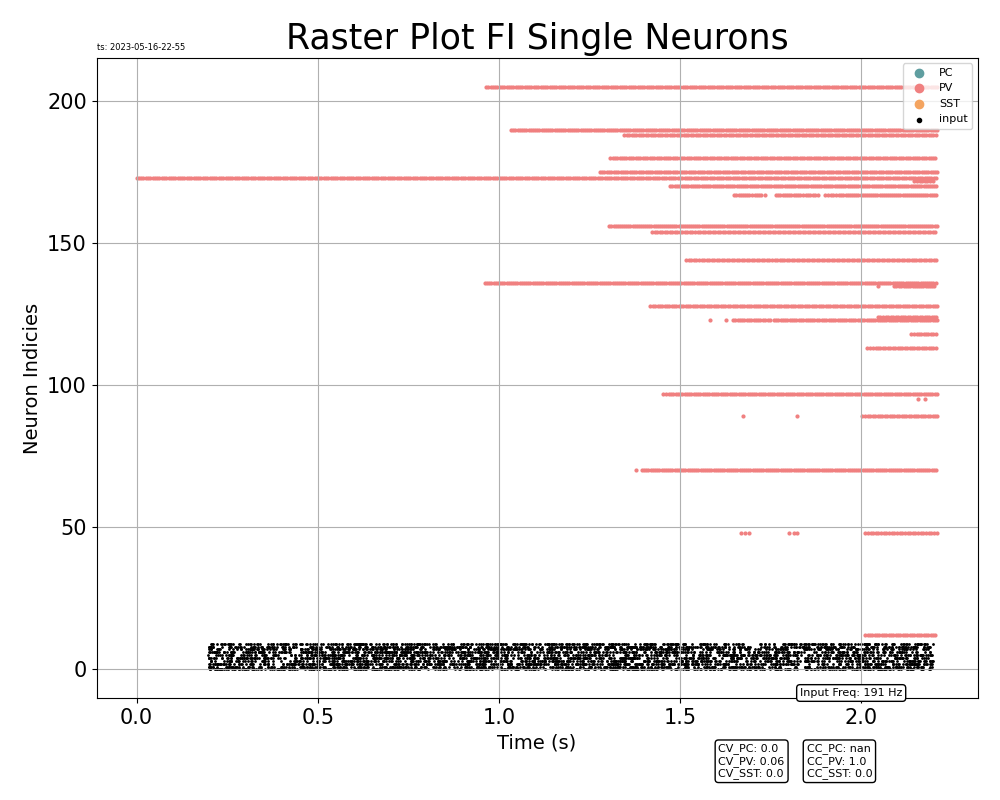 Raster Plot FI Single Neurons
ts: 2023-05-16-22-55
PC
PV
SST
input
200
150
100
50
0
Neuron Indicies
0.0 0.5 1.0 1.5 2.0
Time (s)
Input Freq: 191 Hz
CV_PC: 0.0
CV_PV: 0.06
CV_SST: 0.0
CC_PC: nan
CC_PV: 1.0
CC_SST: 0.0